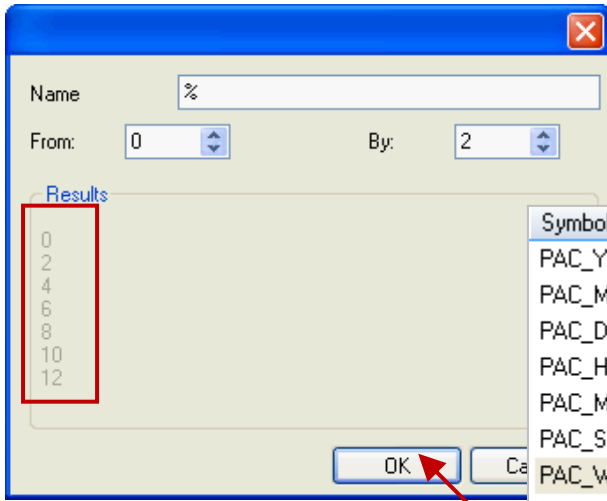 Name %
From: 0 By: 2
Results
0
2
4
6
8
10
12
OK Ca
Symbol
PAC_Y
PAC_M
PAC_D
PAC_H
PAC_M
PAC_S